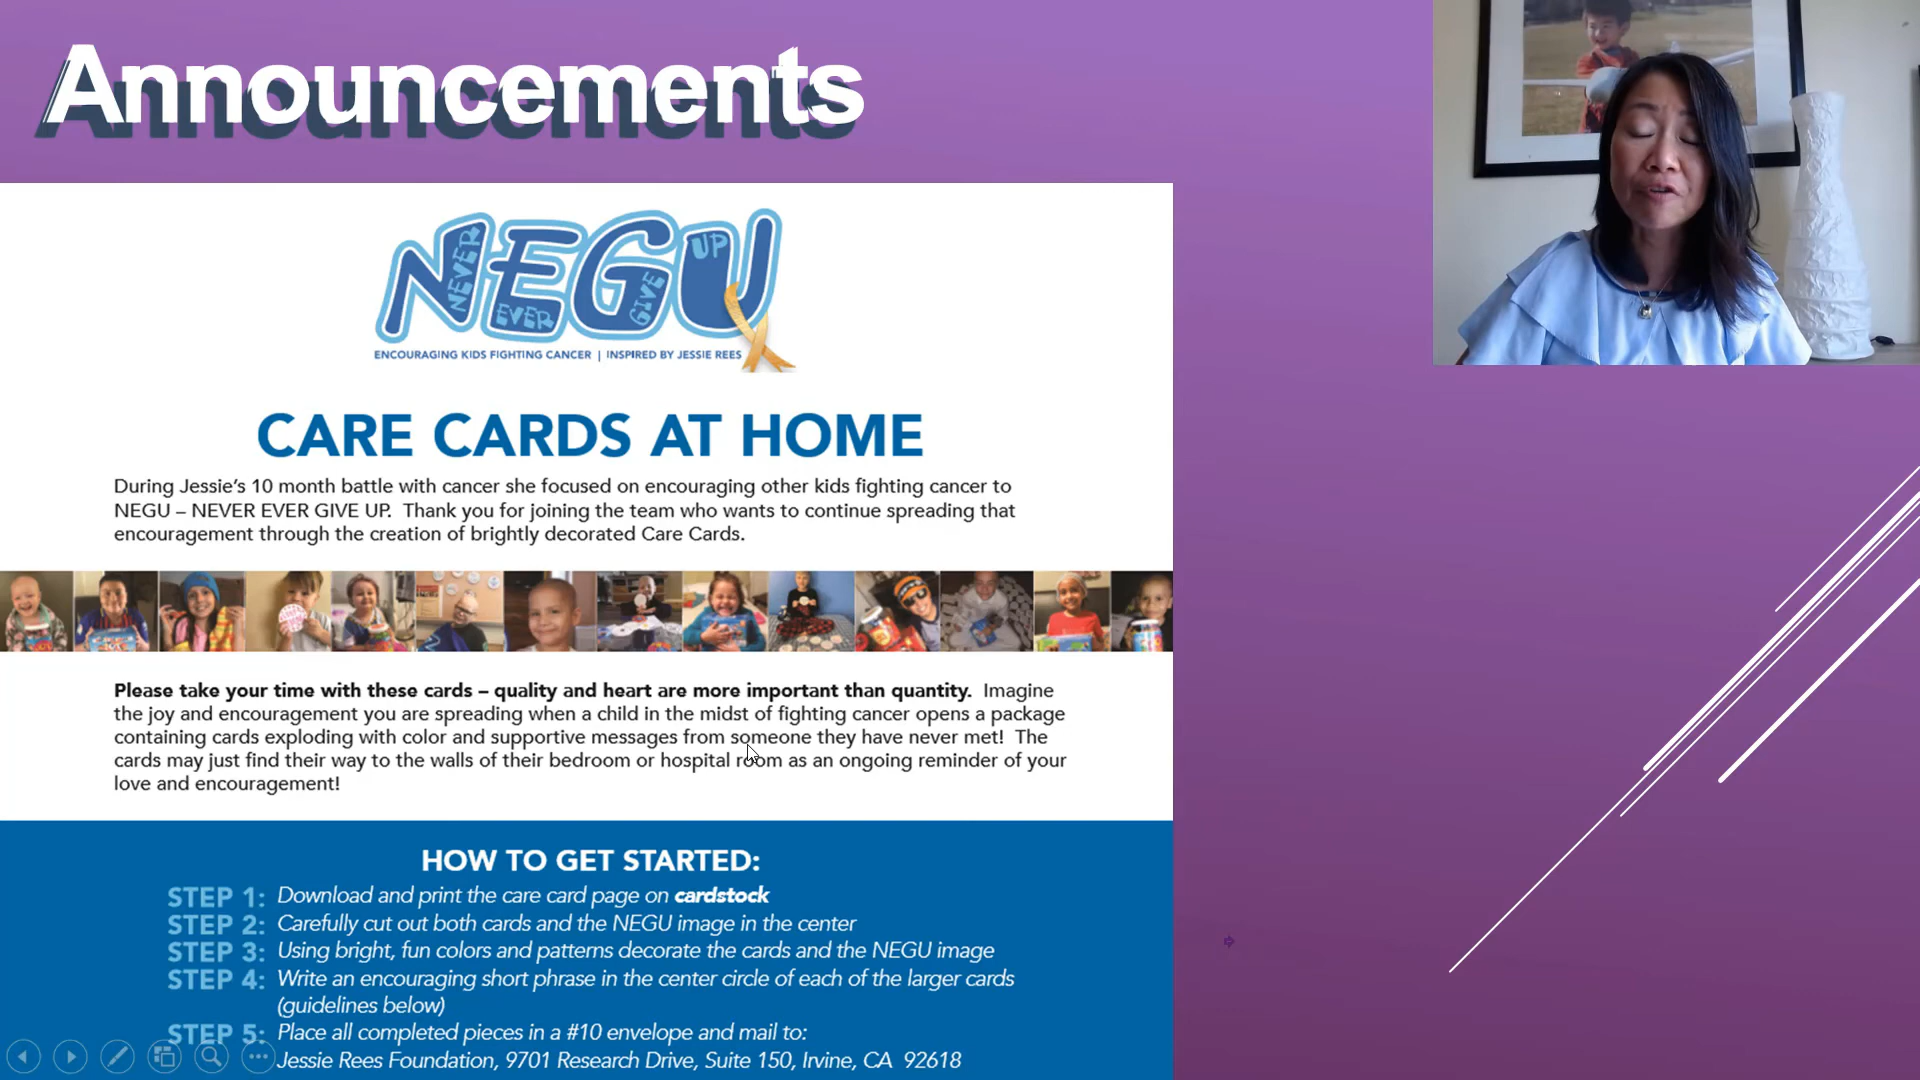 Announcements
NEVER EVER GIVE UP
NEGU
ENCOURAGING KIDS FIGHTING CANCER | INSPIRED BY JESSIE REES
CARE CARDS AT HOME
During Jessie's 10 month battle with cancer she focused on encouraging other kids fighting cancer to
NEGU – NEVER EVER GIVE UP.  Thank you for joining the team who wants to continue spreading that
encouragement through the creation of brightly decorated Care Cards.
Please take your time with these cards – quality and heart are more important than quantity.  Imagine
the joy and encouragement you are spreading when a child in the midst of fighting cancer opens a package
containing cards exploding with color and supportive messages from someone they have never met!  The
cards may just find their way to the walls of their bedroom or hospital room as an ongoing reminder of your
love and encouragement!
HOW TO GET STARTED:
STEP 1: Download and print the care card page on cardstock
STEP 2: Carefully cut out both cards and the NEGU image in the center
STEP 3: Using bright, fun colors and patterns decorate the cards and the NEGU image
STEP 4: Write an encouraging short phrase in the center circle of each of the larger cards
(guidelines below)
STEP 5: Place all completed pieces in a #10 envelope and mail to:
Jessie Rees Foundation, 9701 Research Drive, Suite 150, Irvine, CA  92618